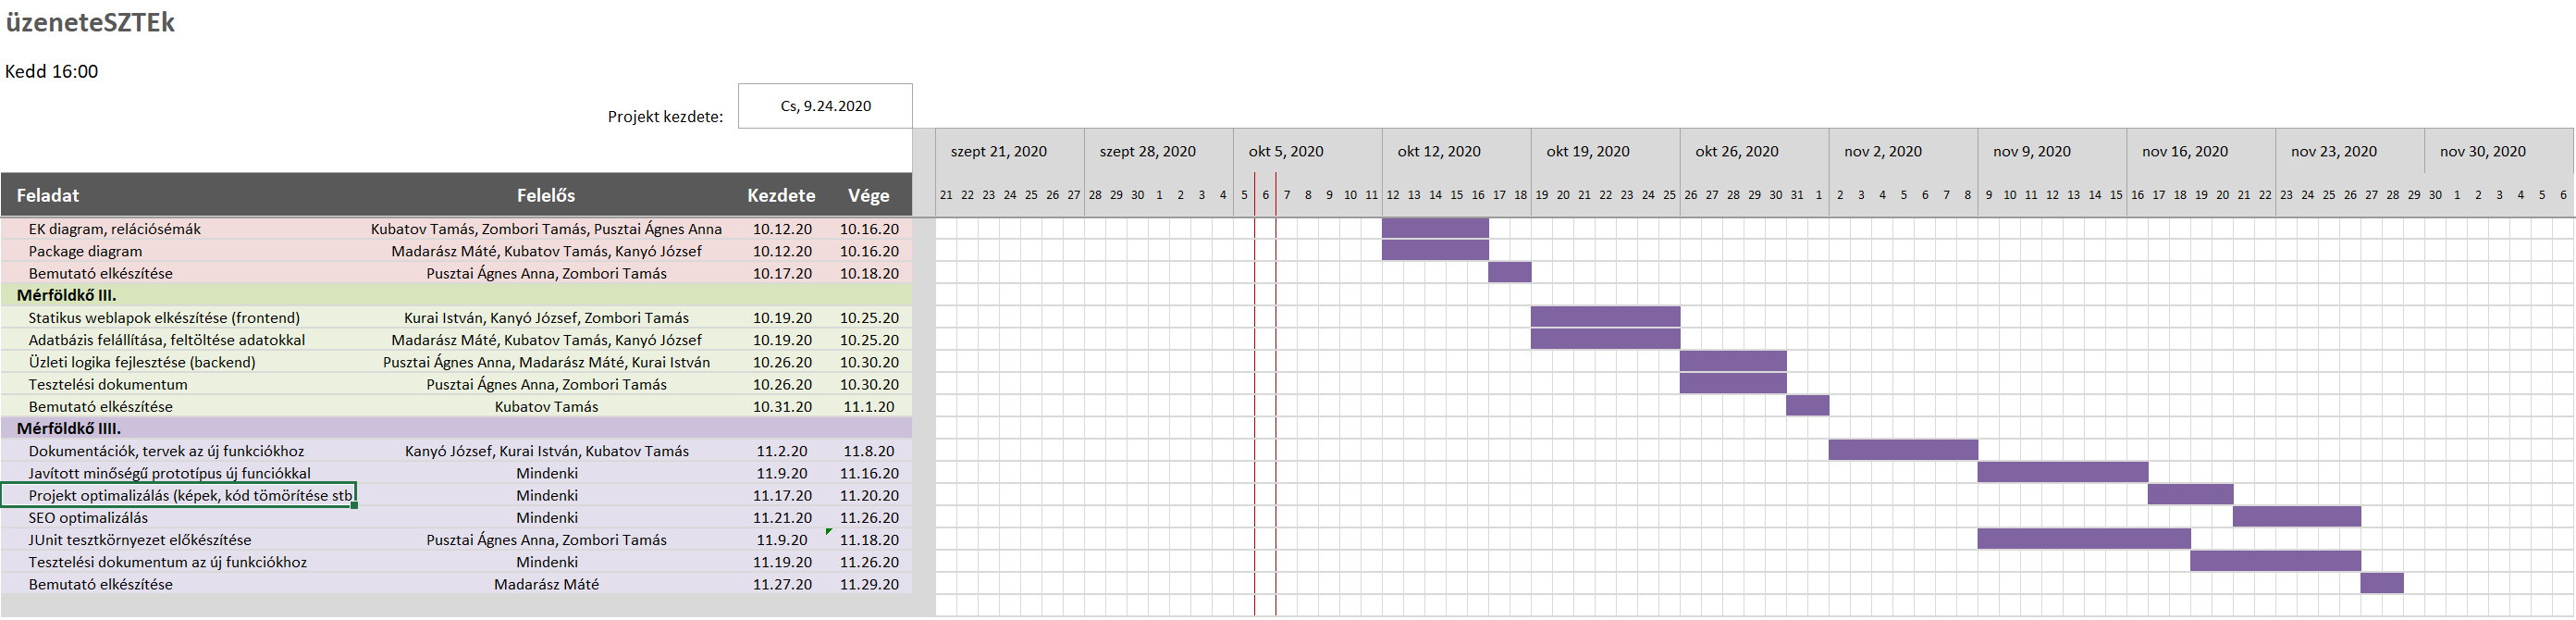 üzeneteSZTEk
Kedd 16:00
Projekt kezdete: Cs, 9.24.2020
szept 21, 2020 szept 28, 2020 okt 5, 2020 okt 12, 2020 okt 19, 2020 okt 26, 2020 nov 2, 2020 nov 9, 2020 nov 16, 2020 nov 23, 2020 nov 30, 2020
Feladat Felelős Kezdete Vége 21 22 23 24 25 26 27 28 29 30 1 2 3 4 5 6 7 8 9 10 11 12 13 14 15 16 17 18 19 20 21 22 23 24 25 26 27 28 29 30 31 1 2 3 4 5 6 7 8 9 10 11 12 13 14 15 16 17 18 19 20 21 22 23 24 25 26 27 28 29 30 1 2 3 4 5 6
EK diagram, relációsémák Kubatov Tamás, Zombori Tamás, Pusztai Ágnes Anna 10.12.20 10.16.20
Package diagram Madarász Máté, Kubatov Tamás, Kanyó József 10.12.20 10.16.20
Bemutató elkészítése Pusztai Ágnes Anna, Zombori Tamás 10.17.20 10.18.20
Mérföldkő III.
Statikus weblapok elkészítése (frontend) Kurai István, Kanyó József, Zombori Tamás 10.19.20 10.25.20
Adatbázis felállítása, feltöltése adatokkal Madarász Máté, Kubatov Tamás, Kanyó József 10.19.20 10.25.20
Üzleti logika fejlesztése (backend) Pusztai Ágnes Anna, Madarász Máté, Kurai István 10.26.20 10.30.20
Tesztelési dokumentum Pusztai Ágnes Anna, Zombori Tamás 10.26.20 10.30.20
Bemutató elkészítése Kubatov Tamás 10.31.20 11.1.20
Mérföldkő IIII.
Dokumentációk, tervek az új funkciókhoz Kanyó József, Kurai István, Kubatov Tamás 11.2.20 11.8.20
Javított minőségű prototípus új funciókkal Mindenki 11.9.20 11.16.20
Projekt optimalizálás (képek, kód tömörítése stb Mindenki 11.17.20 11.20.20
SEO optimalizálás Mindenki 11.21.20 11.26.20
JUnit tesztkörnyezet előkészítése Pusztai Ágnes Anna, Zombori Tamás 11.9.20 11.18.20
Tesztelési dokumentum az új funkciókhoz Mindenki 11.19.20 11.26.20
Bemutató elkészítése Madarász Máté 11.27.20 11.29.20